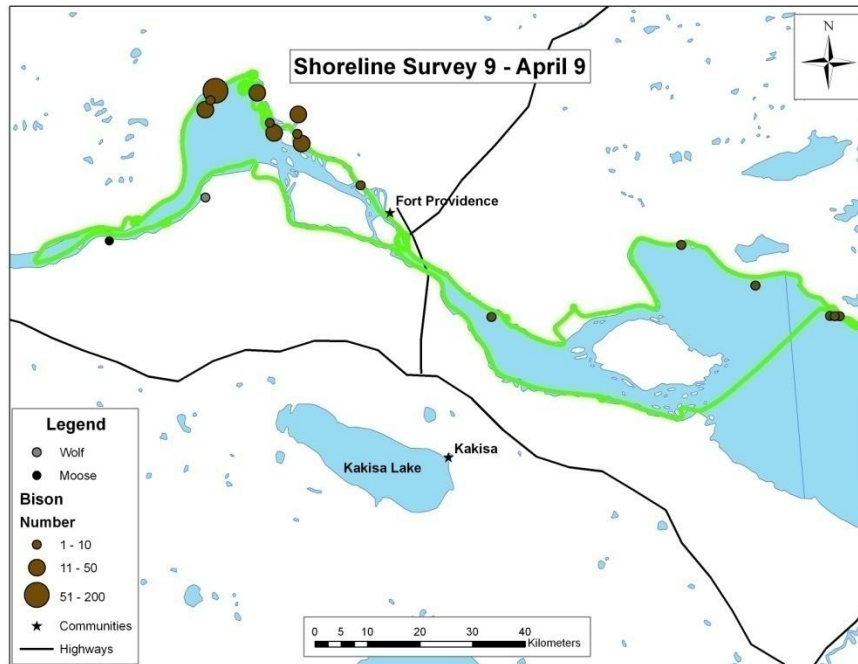 Shoreline Survey 9 - April 9
N
Fort Providence
Kakisa
Kakisa Lake
Legend
Wolf
Moose
Bison
Number
1 - 10
11 - 50
51 - 200
Communities
Highways
0 5 10 20 30 40
Kilometers